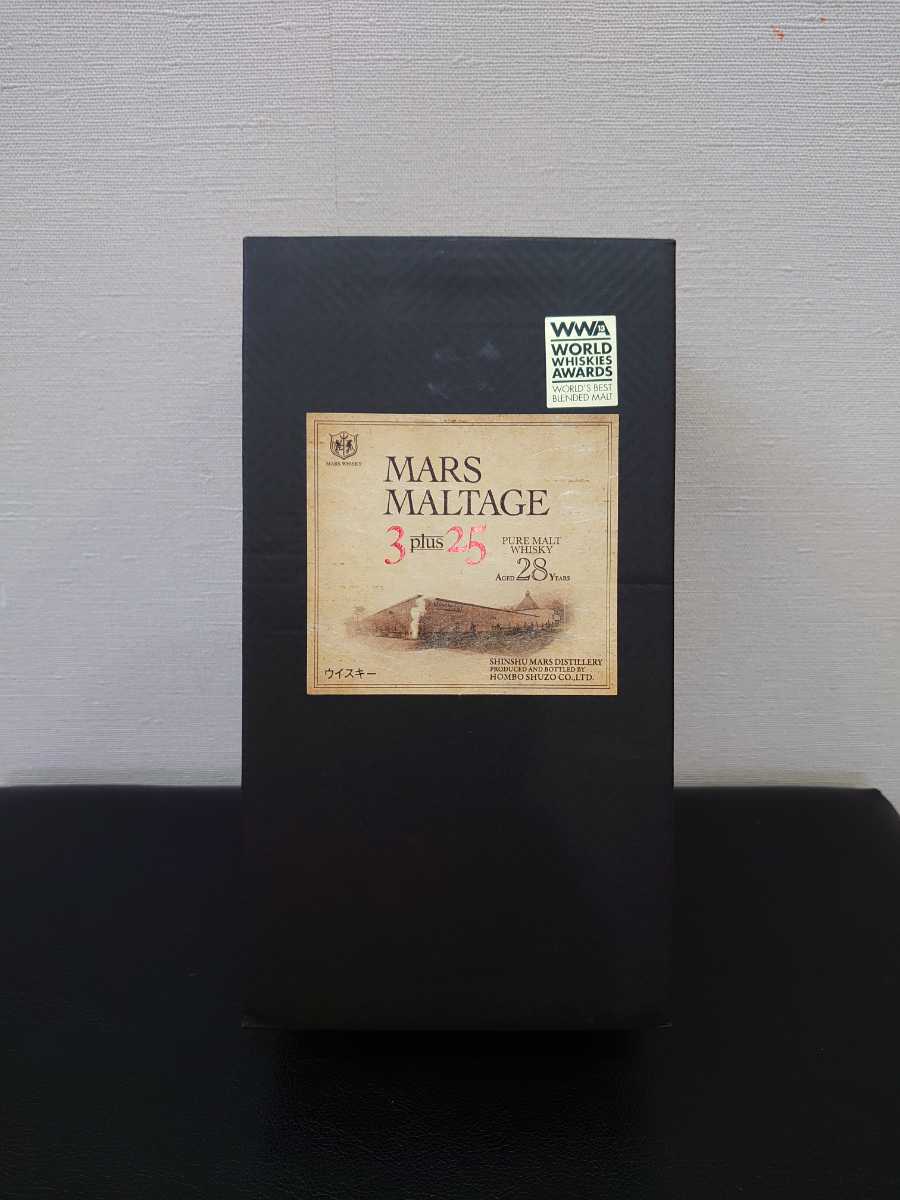 WWA
WORLD
WHISKIES
AWARDS
WORLD'S BEST
BLENDED MALT
MARS WHISKY
MARS
MALTAGE
3 plus 25
PURE MALT
WHISKY
AGED 28 YEARS
SHINSHU MARS DISTILLERY
PRODUCED AND BOTTLED BY
HOMBO SHUZO CO.,LTD.
ウイスキー